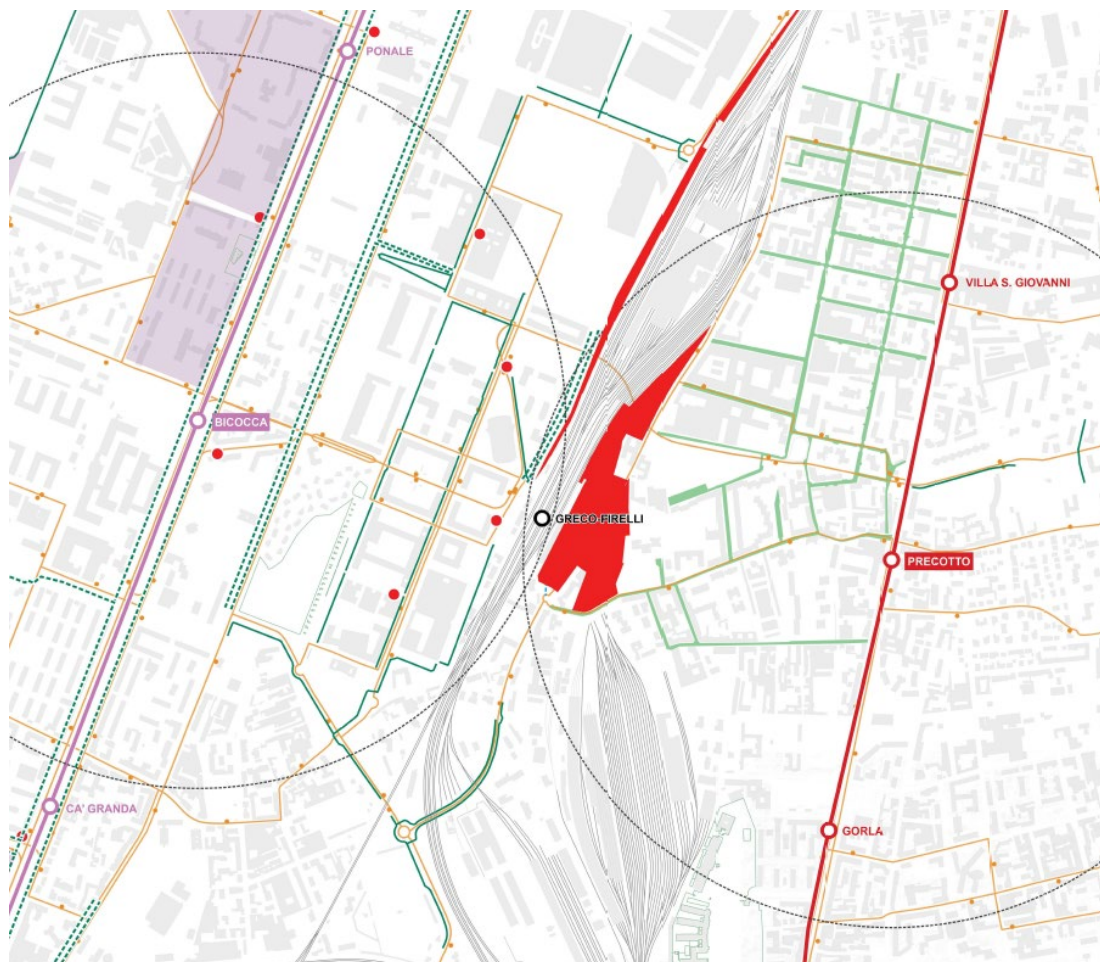 PONALE
VILLA S. GIOVANNI
BICOCCA
GRECO-PIRELLI
PRECOTTO
CA' GRANDA
GORLA